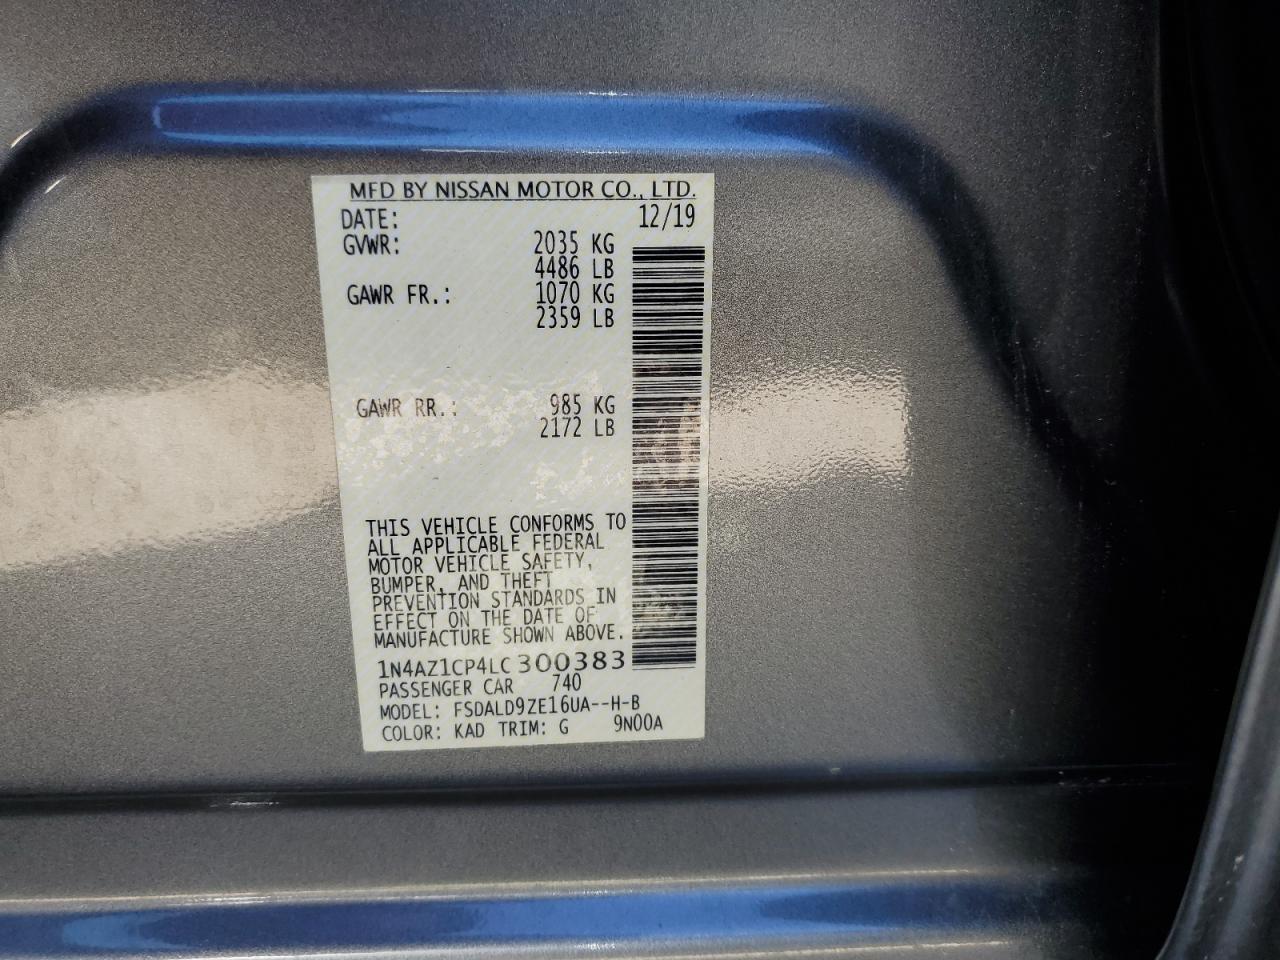 MFD BY NISSAN MOTOR CO., LTD.
DATE: 12/19
GVWR: 2035 KG
4486 LB
GAWR FR.: 1070 KG
2359 LB
GAWR RR.: 985 KG
2172 LB
THIS VEHICLE CONFORMS TO
ALL APPLICABLE FEDERAL
MOTOR VEHICLE SAFETY,
BUMPER, AND THEFT
PREVENTION STANDARDS IN
EFFECT ON THE DATE OF
MANUFACTURE SHOWN ABOVE.
1N4AZ1CP4LC300383
PASSENGER CAR 740
MODEL: FSDALD9ZE16UA--H-B
COLOR: KAD TRIM: G 9N00A